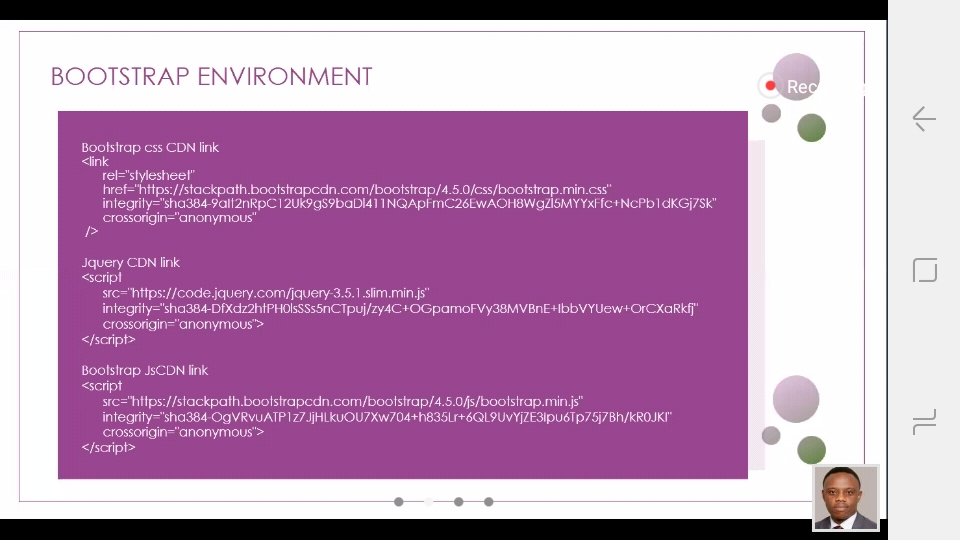 BOOTSTRAP ENVIRONMENT
Rec
Bootstrap css CDN link
<link
rel="stylesheet"
href="https://stackpath.bootstrapcdn.com/bootstrap/4.5.0/css/bootstrap.min.css"
integrity="sha384-9aIt2nRpC12Uk9gS9baDl411NQApFmC26EwAOH8WgZl5MYYxFfc+NcPb1dKGj7Sk"
crossorigin="anonymous"
/>
Jquery CDN link
<script
src="https://code.jquery.com/jquery-3.5.1.slim.min.js"
integrity="sha384-DfXdz2htPH0lsSSs5nCTpuj/zy4C+OGpamoFVy38MVBnE+IbbVYUew+OrCXaRkfj"
crossorigin="anonymous">
</script>
Bootstrap JsCDN link
<script
src="https://stackpath.bootstrapcdn.com/bootstrap/4.5.0/js/bootstrap.min.js"
integrity="sha384-OgVRvuATP1z7JjHLkuOU7Xw704+h835Lr+6QL9UvYjZE3Ipu6Tp75j7Bh/kR0JKI"
crossorigin="anonymous">
</script>